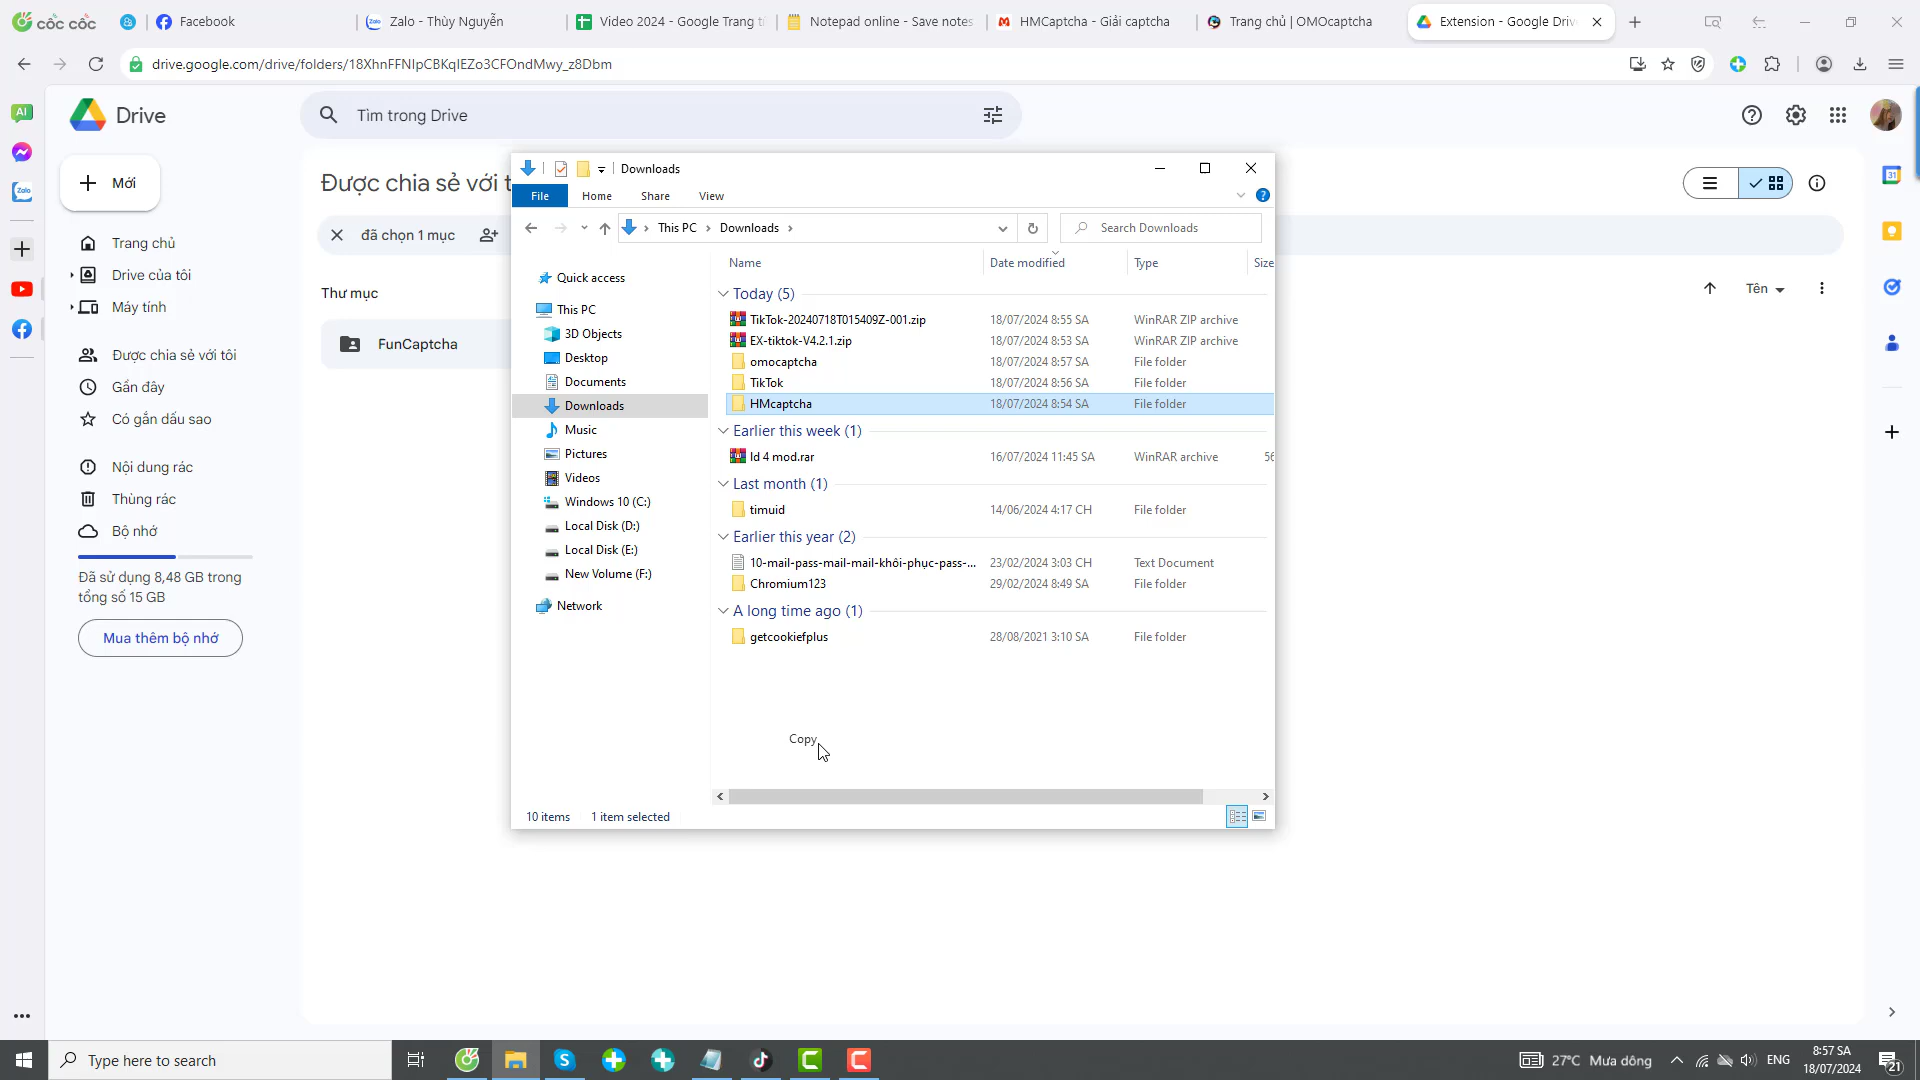 cốc cốc
Facebook
Zalo - Thùy Nguyễn
Video 2024 - Google Trang t
Notepad online - Save notes
HMCaptcha - Giải captcha
Trang chủ | OMOcaptcha
Extension - Google Driv
drive.google.com/drive/folders/18XhnFFNIpCBKqIEZo3CFOndMwy_z8Dbm
Drive
Tìm trong Drive
Mới
Trang chủ
Drive của tôi
Máy tính
Được chia sẻ với tôi
Gần đây
Có gắn dấu sao
Nội dung rác
Thùng rác
Bộ nhớ
Đã sử dụng 8,48 GB trong
tổng số 15 GB
Mua thêm bộ nhớ
Được chia sẻ với t
đã chọn 1 mục
Thư mục
Tên
FunCaptcha
Downloads
File
Home
Share
View
This PC
Downloads
Search Downloads
Quick access
This PC
3D Objects
Desktop
Documents
Downloads
Music
Pictures
Videos
Windows 10 (C:)
Local Disk (D:)
Local Disk (E:)
New Volume (F:)
Network
Name Date modified Type Size
Today (5)
TikTok-20240718T015409Z-001.zip 18/07/2024 8:55 SA WinRAR ZIP archive
EX-tiktok-V4.2.1.zip 18/07/2024 8:53 SA WinRAR ZIP archive
omocaptcha 18/07/2024 8:57 SA File folder
TikTok 18/07/2024 8:56 SA File folder
HMcaptcha 18/07/2024 8:54 SA File folder
Earlier this week (1)
ld 4 mod.rar 16/07/2024 11:45 SA WinRAR archive 56
Last month (1)
timuid 14/06/2024 4:17 CH File folder
Earlier this year (2)
10-mail-pass-mail-mail-khôi-phục-pass-... 23/02/2024 3:03 CH Text Document
Chromium123 29/02/2024 8:49 SA File folder
A long time ago (1)
getcookiefplus 28/08/2021 3:10 SA File folder
Copy
10 items 1 item selected
Type here to search
27°C Mưa dông
ENG
8:57 SA
18/07/2024
21
AI
Zalo
31